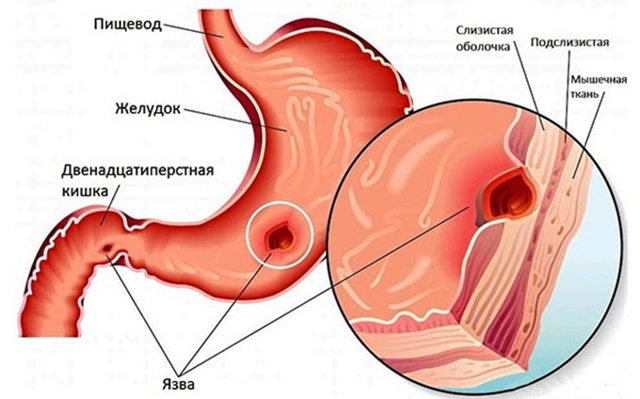 Пищевод
Желудок
Двенадцатиперстная
кишка
Слизистая
оболочка
Подслизистая
Мышечная
ткань
Язва